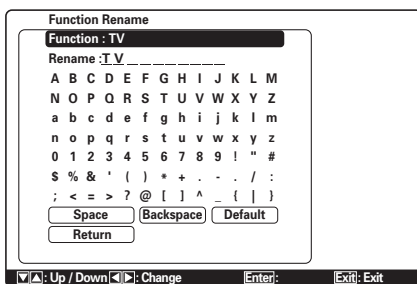 Function Rename
Function : TV
Rename :T V _ _ _ _ _ _ _ _
A B C D E F G H I J K L M
N O P Q R S T U V W X Y Z
a b c d e f g h i j k l m
n o p q r s t u v w x y z
0 1 2 3 4 5 6 7 8 9 ! " #
$ % & ' ( ) * + . - . / :
; < = > ? @ [ ] ^ _ { | }
Space Backspace Default
Return
▼▲: Up / Down ◀▶: Change Enter: Exit: Exit